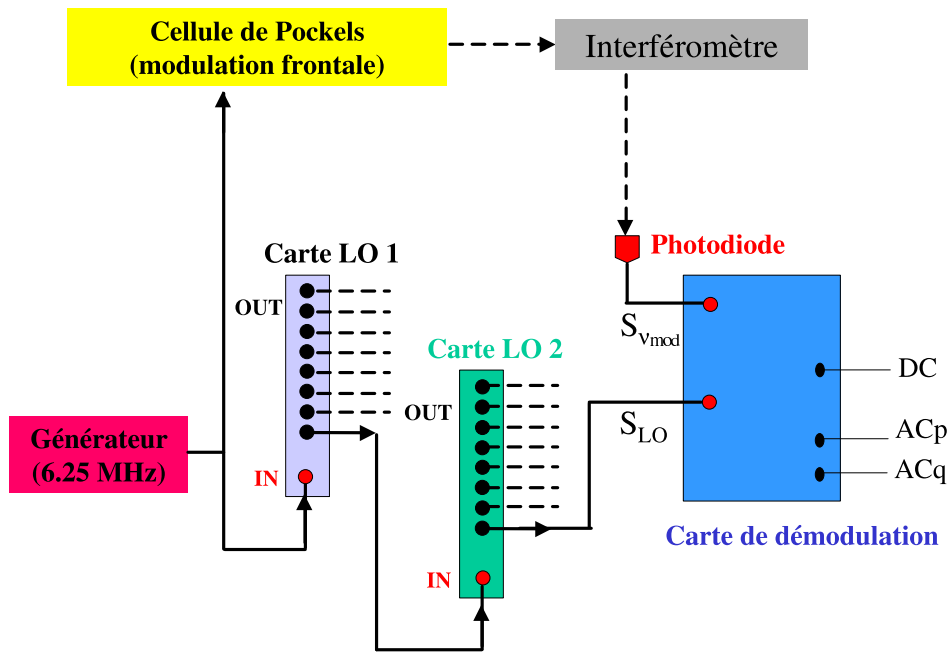 Cellule de Pockels
(modulation frontale)
Interféromètre
Photodiode
Carte LO 1
OUT
Sνmod
Carte LO 2
DC
OUT
SLO
Générateur
(6.25 MHz)
ACp
ACq
IN
Carte de démodulation
IN